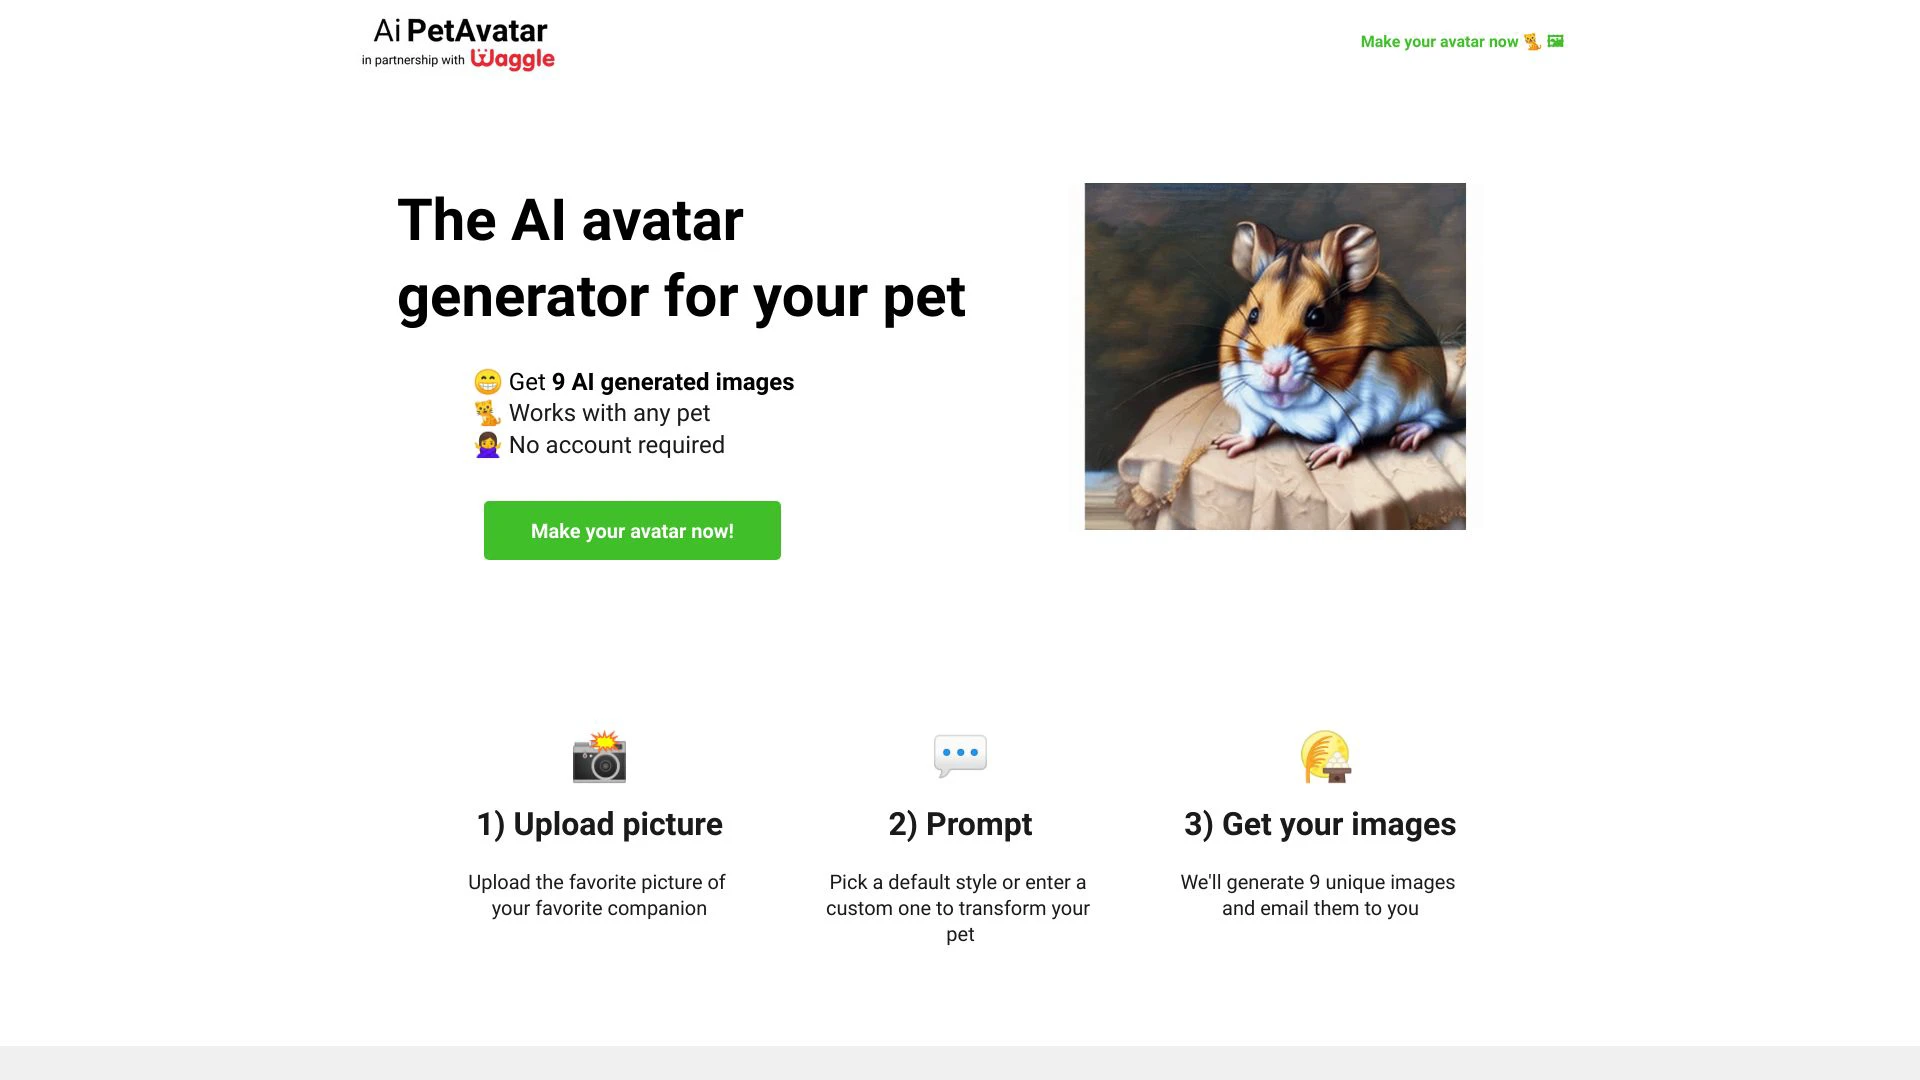 Ai PetAvatar
in partnership with Waggle
Make your avatar now 🐈 🖼
The AI avatar
generator for your pet
😁 Get 9 AI generated images
🐈 Works with any pet
🙅‍♀️ No account required
Make your avatar now!
1) Upload picture
Upload the favorite picture of
your favorite companion
2) Prompt
Pick a default style or enter a
custom one to transform your
pet
3) Get your images
We'll generate 9 unique images
and email them to you